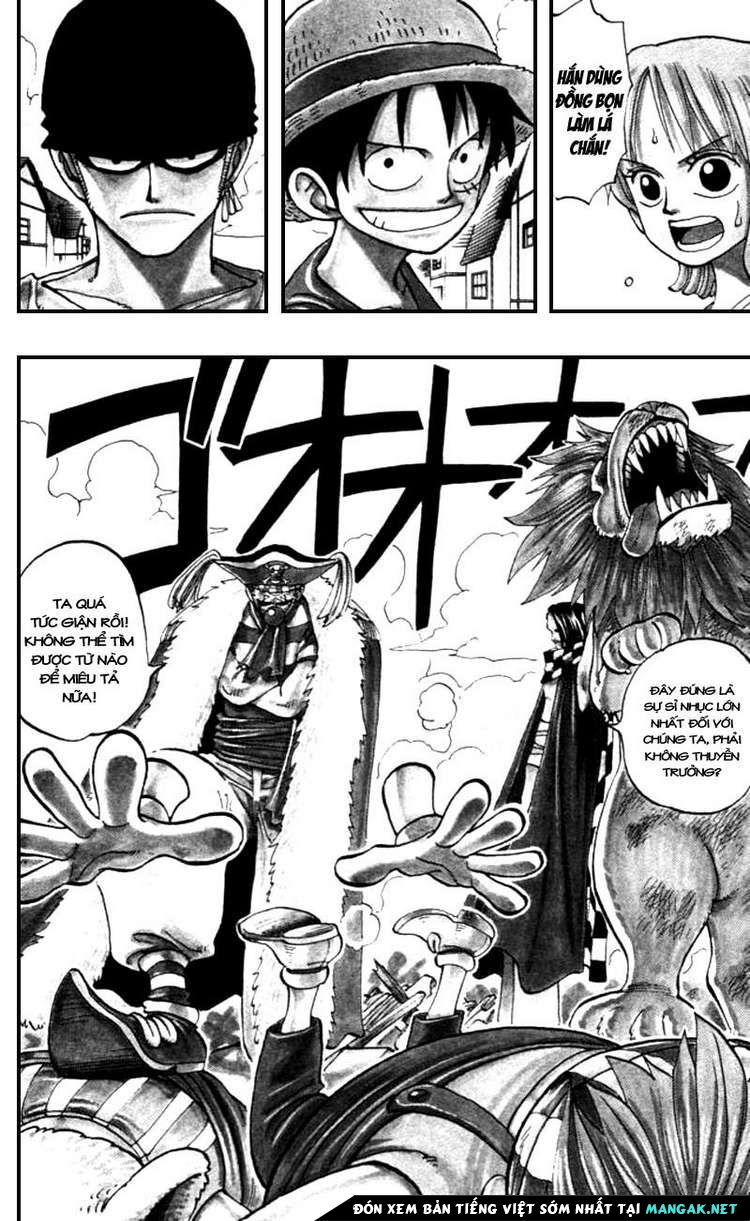 HẮN DÙNG
ĐỒNG BỌN
LÀM LÁ
CHẮN!
ゴオオオ
TA QUÁ
TỨC GIẬN RỒI!
KHÔNG THỂ TÌM
ĐƯỢC TỪ NÀO
ĐỂ MIÊU TẢ
NỮA!
ĐÂY ĐÚNG LÀ
SỰ SỈ NHỤC LỚN
NHẤT ĐỐI VỚI
CHÚNG TA, PHẢI
KHÔNG THUYỀN
TRƯỞNG?
ĐÓN XEM BẢN TIẾNG VIỆT SỚM NHẤT TẠI MANGAK.NET